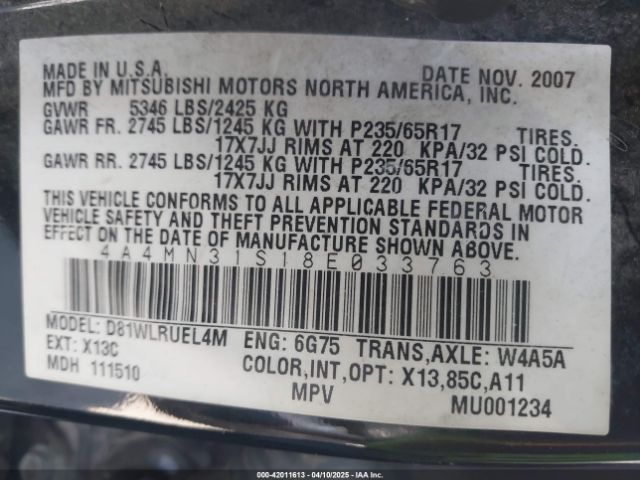 MADE IN U.S.A. DATE NOV. 2007
MFD BY MITSUBISHI MOTORS NORTH AMERICA, INC.
GVWR 5346 LBS/2425 KG
GAWR FR. 2745 LBS/1245 KG WITH P235/65R17 TIRES.
17X7JJ RIMS AT 220 KPA/32 PSI COLD.
GAWR RR. 2745 LBS/1245 KG WITH P235/65R17 TIRES.
17X7JJ RIMS AT 220 KPA/32 PSI COLD.
THIS VEHICLE CONFORMS TO ALL APPLICABLE FEDERAL MOTOR
VEHICLE SAFETY AND THEFT PREVENTION STANDARDS IN
EFFECT ON THE DATE OF MANUFACTURE SHOWN ABOVE.
4A4MN31S18E033763
MODEL: D81WLRUEL4M ENG: 6G75 TRANS,AXLE: W4A5A
EXT: X13C COLOR,INT,OPT: X13,85C,A11
MDH 111510 MPV MU001234
000-42011613 - 04/10/2025 - IAAI.com